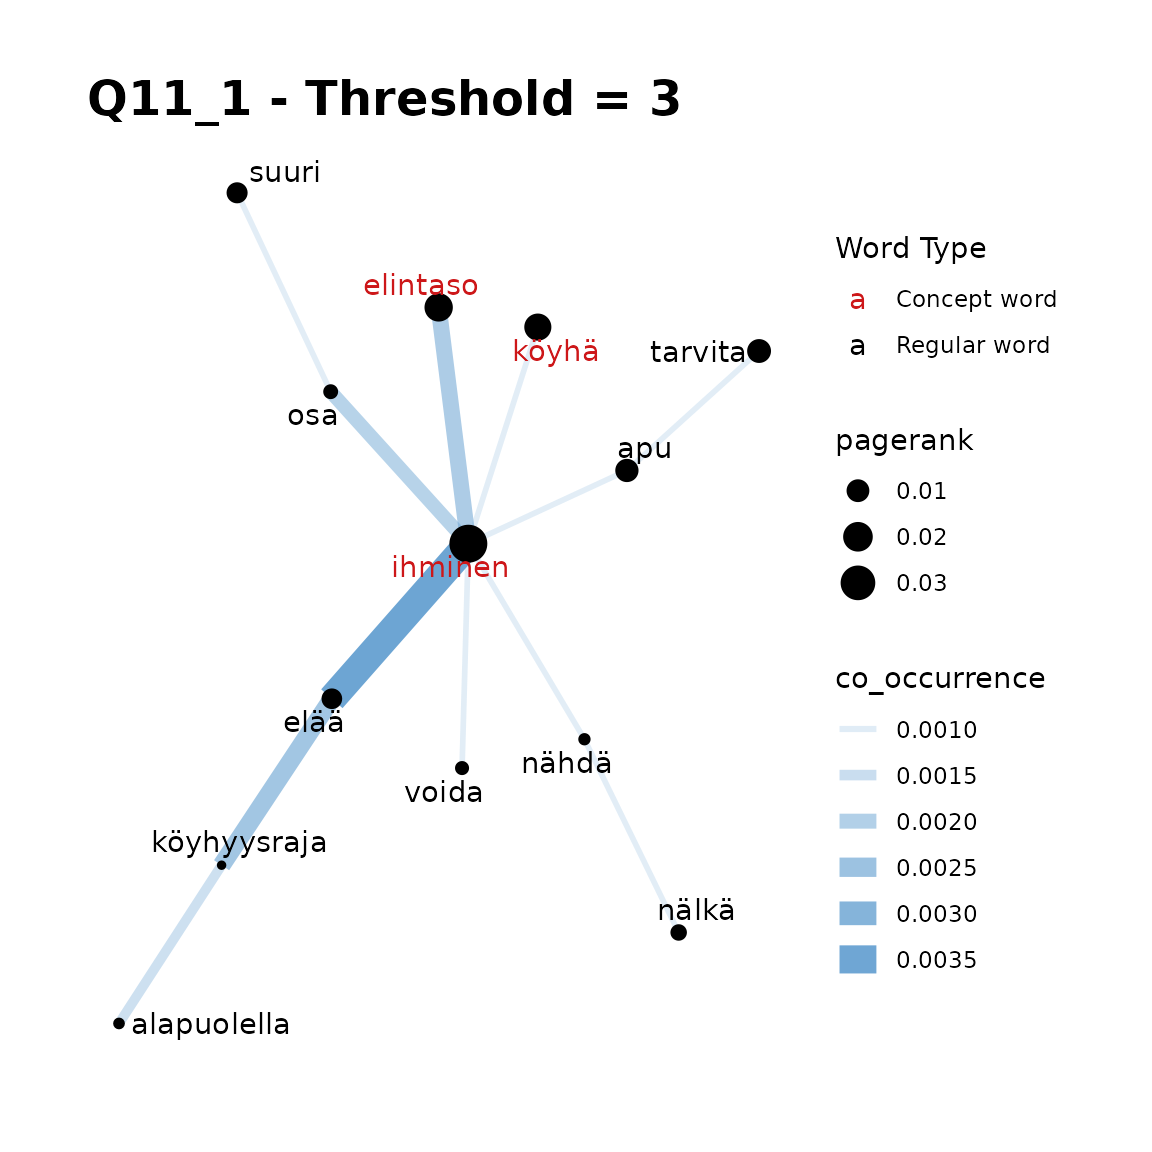 Q11_1 - Threshold = 3
suuri
elintaso
köyhä
tarvita
osa
apu
ihminen
elää
voida
nähdä
köyhyysraja
nälkä
alapuolella
Word Type
a Concept word
a Regular word
pagerank
0.01
0.02
0.03
co_occurrence
0.0010
0.0015
0.0020
0.0025
0.0030
0.0035